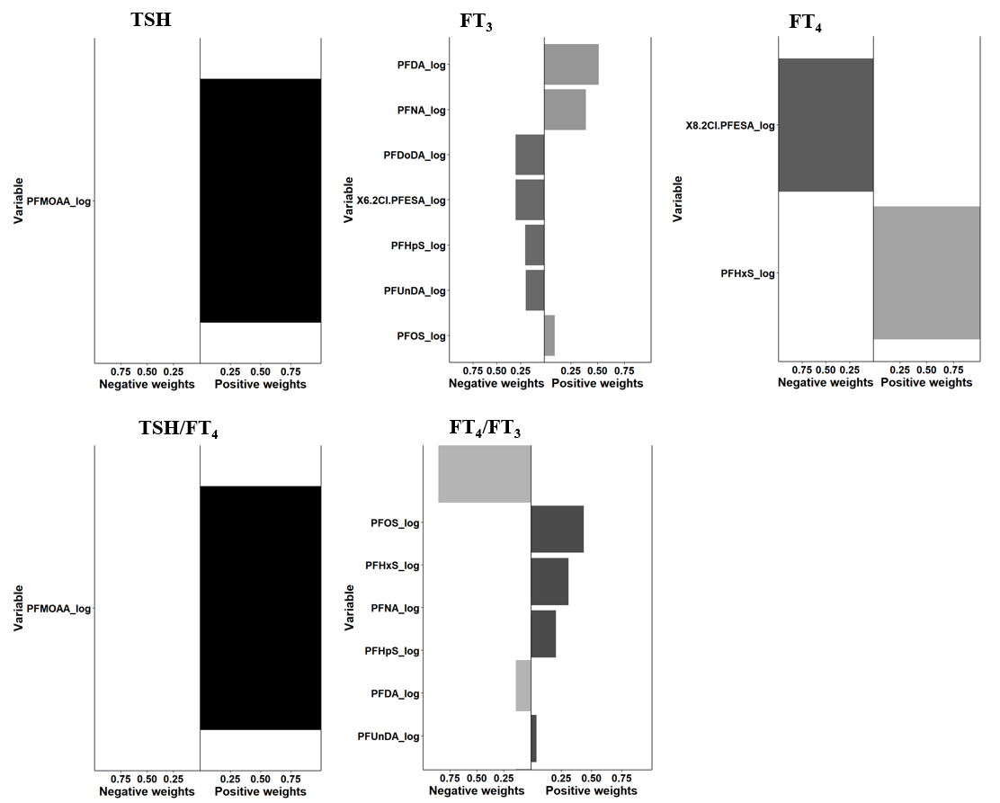 TSH
Variable
PFMOAA_log
0.75 0.50 0.25 0.25 0.50 0.75
Negative weights Positive weights
FT3
Variable
PFDA_log
PFNA_log
PFDoDA_log
X6.2Cl.PFESA_log
PFHpS_log
PFUnDA_log
PFOS_log
0.75 0.50 0.25 0.25 0.50 0.75
Negative weights Positive weights
FT4
Variable
X8.2Cl.PFESA_log
PFHxS_log
0.75 0.50 0.25 0.25 0.50 0.75
Negative weights Positive weights
TSH/FT4
Variable
PFMOAA_log
0.75 0.50 0.25 0.25 0.50 0.75
Negative weights Positive weights
FT4/FT3
Variable
PFOS_log
PFHxS_log
PFNA_log
PFHpS_log
PFDA_log
PFUnDA_log
0.75 0.50 0.25 0.25 0.50 0.75
Negative weights Positive weights